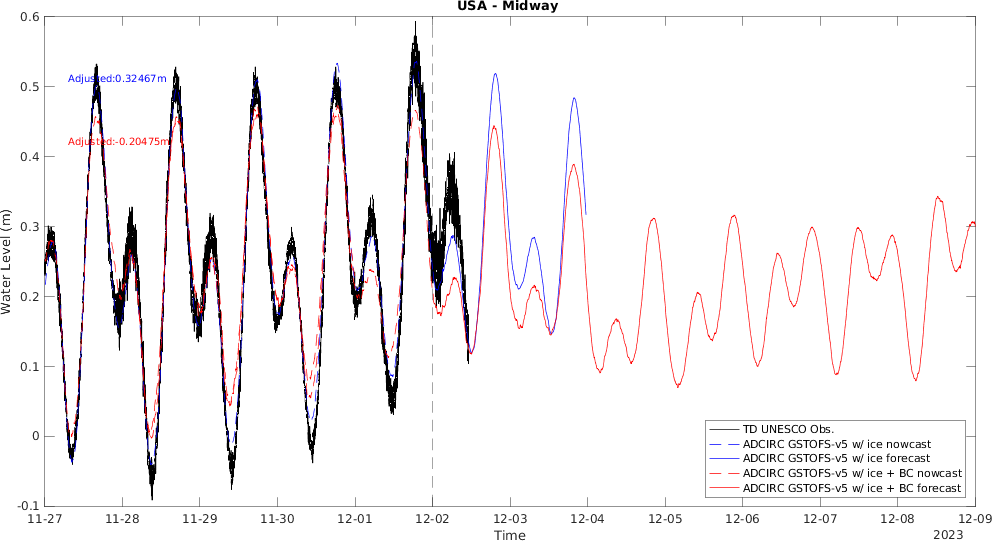 USA - Midway
0.6
0.5
0.4
0.3
0.2
0.1
0
-0.1
Water Level (m)
Adjusted:0.32467m
Adjusted:-0.20475m
TD UNESCO Obs.
ADCIRC GSTOFS-v5 w/ ice nowcast
ADCIRC GSTOFS-v5 w/ ice forecast
ADCIRC GSTOFS-v5 w/ ice + BC nowcast
ADCIRC GSTOFS-v5 w/ ice + BC forecast
11-27 11-28 11-29 11-30 12-01 12-02 12-03 12-04 12-05 12-06 12-07 12-08 12-09
Time
2023